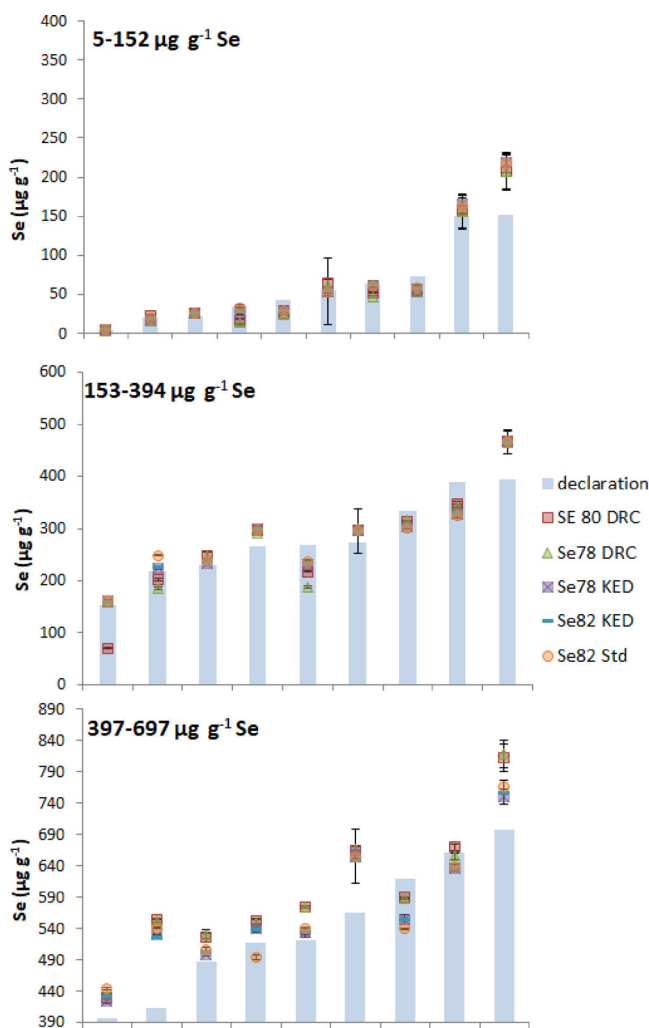 5-152 µg g⁻¹ Se
Se (µg g⁻¹)
400
350
300
250
200
150
100
50
0
153-394 µg g⁻¹ Se
Se (µg g⁻¹)
600
500
400
300
200
100
0
declaration
SE 80 DRC
Se78 DRC
Se78 KED
Se82 KED
Se82 Std
397-697 µg g⁻¹ Se
Se (µg g⁻¹)
890
840
790
740
690
640
590
540
490
440
390